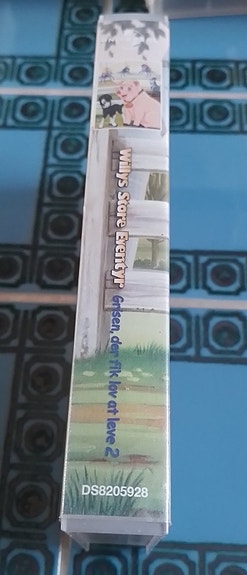 Willys Store Eventyr
Grisen, der fik lov at leve 2
DS8205928